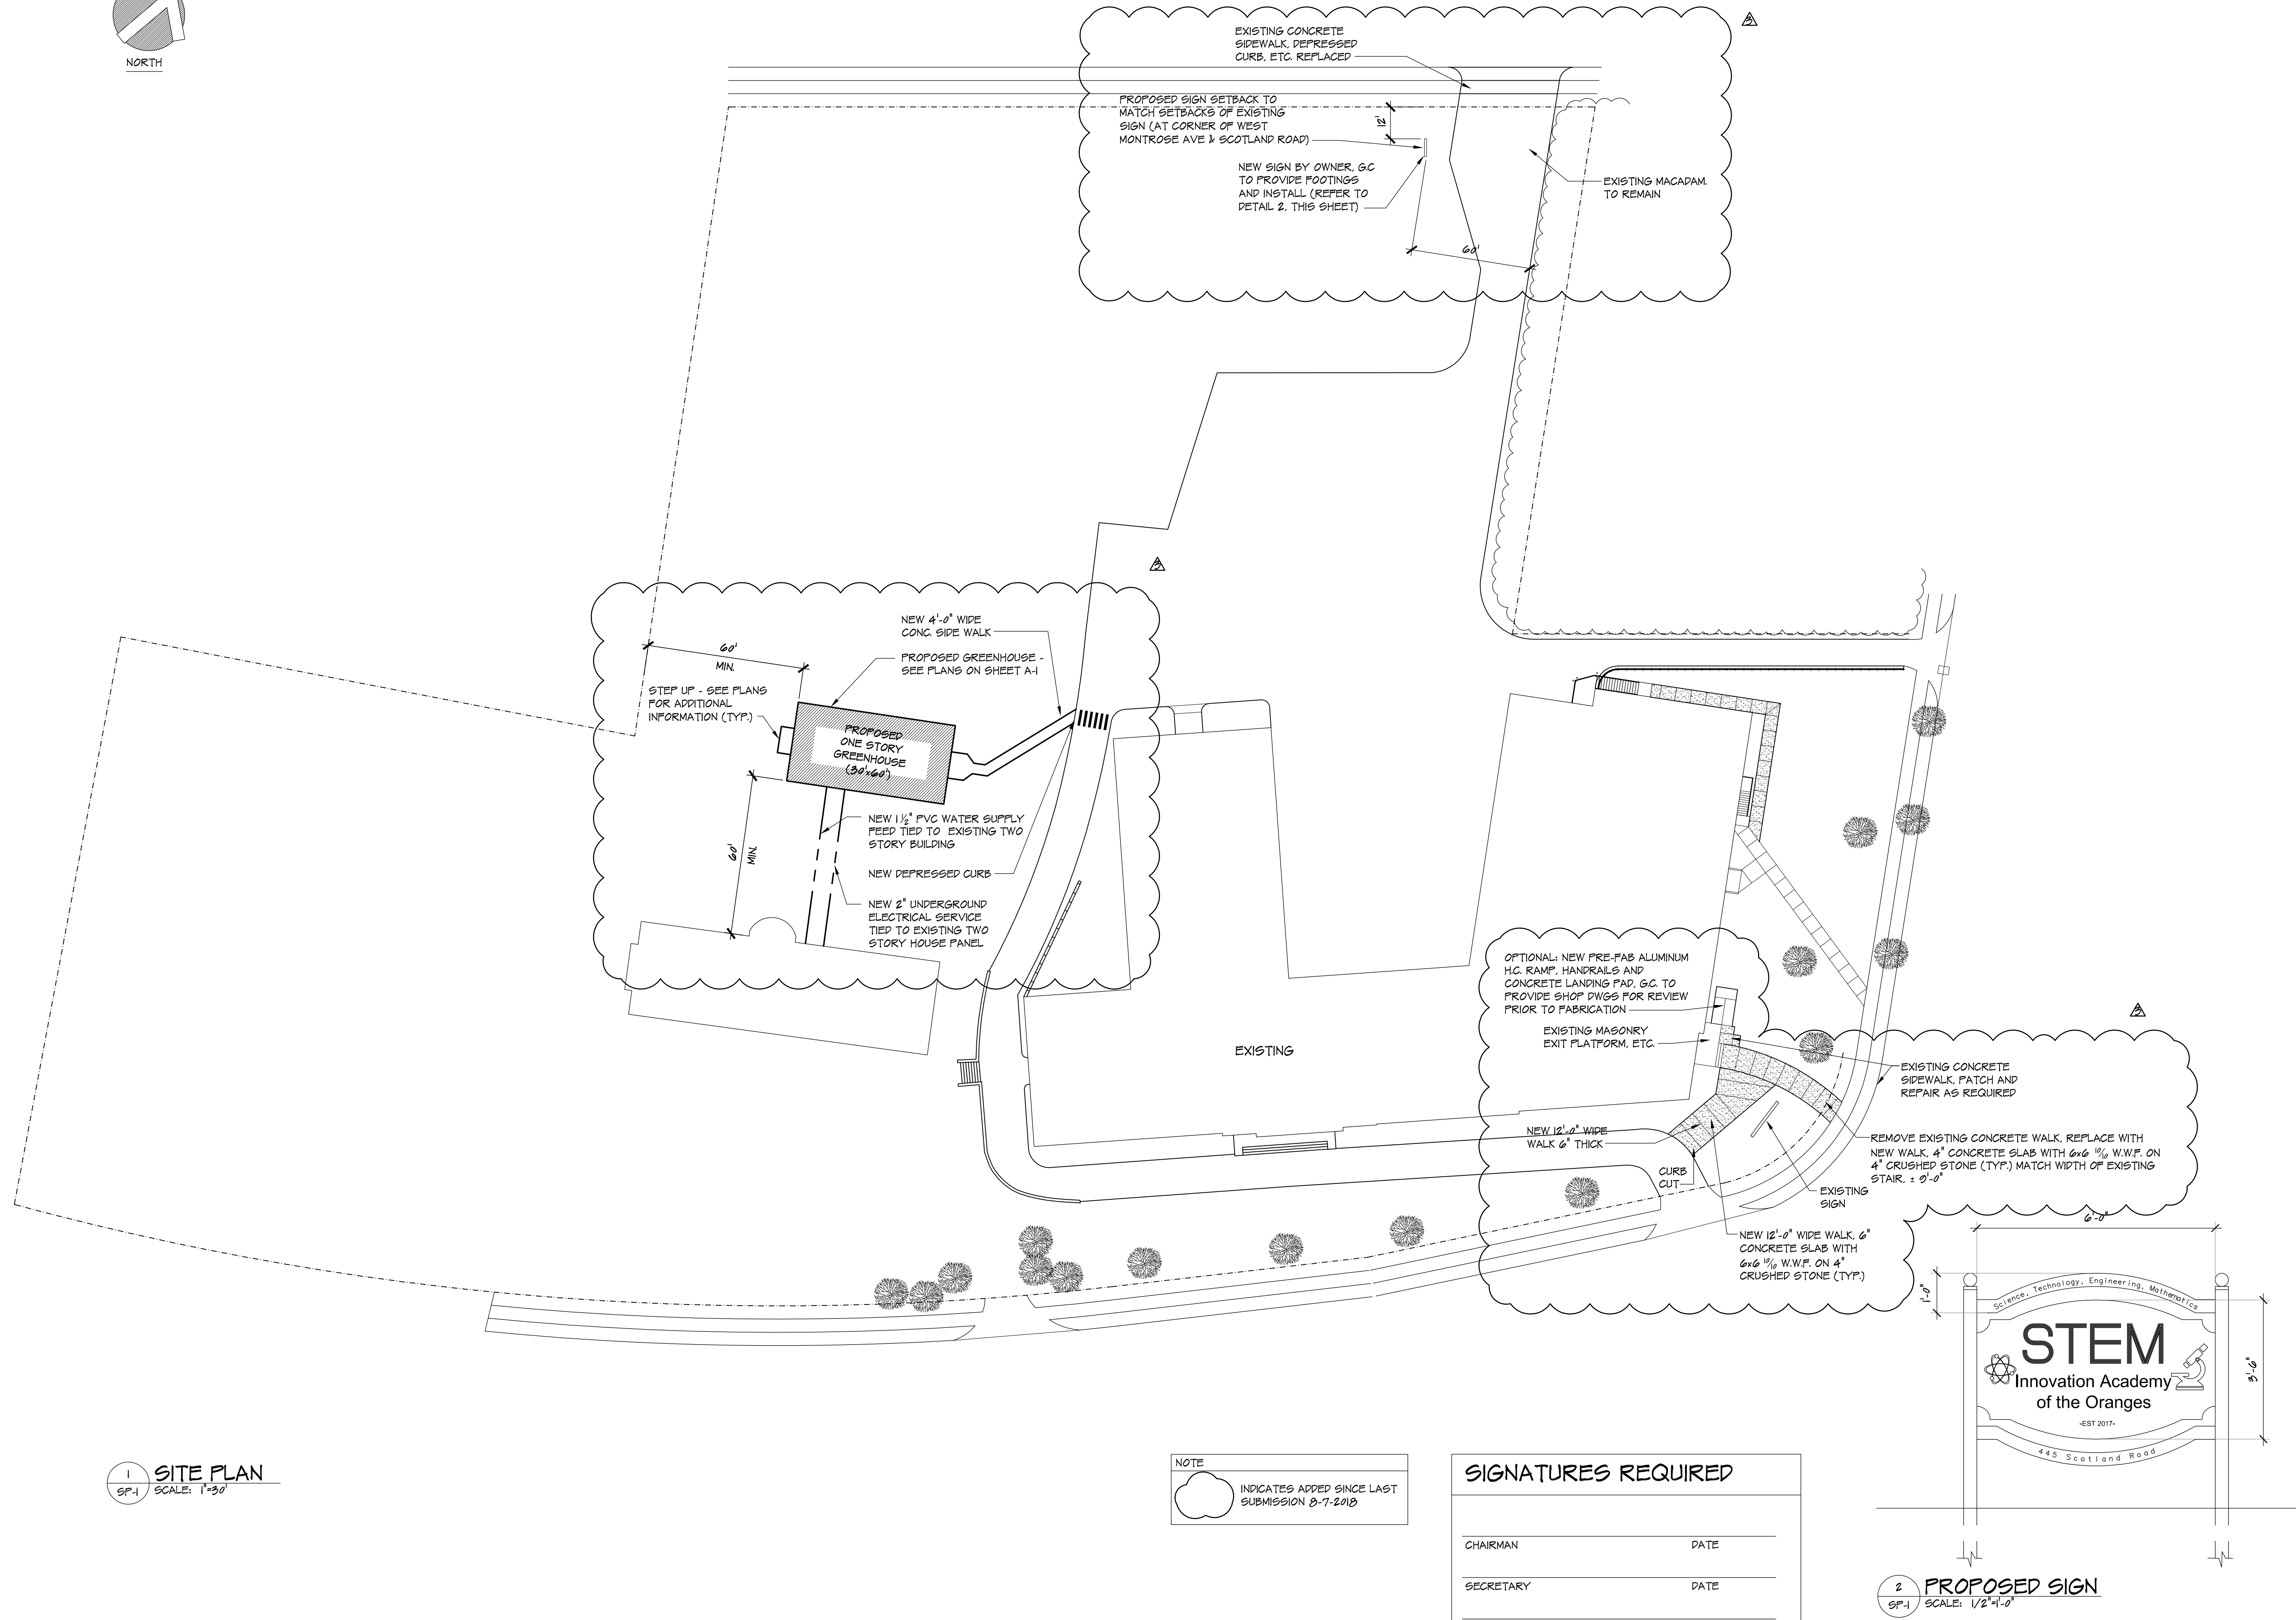 NORTH
EXISTING CONCRETE
SIDEWALK, DEPRESSED
CURB, ETC. REPLACED
3
PROPOSED SIGN SETBACK TO
MATCH SETBACKS OF EXISTING
SIGN (AT CORNER OF WEST
MONTROSE AVE & SCOTLAND ROAD)
12'
NEW SIGN BY OWNER, G.C
TO PROVIDE FOOTINGS
AND INSTALL (REFER TO
DETAIL 2, THIS SHEET)
EXISTING MACADAM.
TO REMAIN
60'
3
NEW 4'-0" WIDE
CONC. SIDE WALK
PROPOSED GREENHOUSE -
SEE PLANS ON SHEET A-1
60'
MIN.
STEP UP - SEE PLANS
FOR ADDITIONAL
INFORMATION (TYP.)
PROPOSED
ONE STORY
GREENHOUSE
(30'x60')
60'
MIN.
NEW 1 1/2" PVC WATER SUPPLY
FEED TIED TO EXISTING TWO
STORY BUILDING
NEW DEPRESSED CURB
NEW 2" UNDERGROUND
ELECTRICAL SERVICE
TIED TO EXISTING TWO
STORY HOUSE PANEL
EXISTING
OPTIONAL: NEW PRE-FAB ALUMINUM
H.C. RAMP, HANDRAILS AND
CONCRETE LANDING PAD, G.C. TO
PROVIDE SHOP DWGS FOR REVIEW
PRIOR TO FABRICATION
EXISTING MASONRY
EXIT PLATFORM, ETC.
3
EXISTING CONCRETE
SIDEWALK, PATCH AND
REPAIR AS REQUIRED
NEW 12'-0" WIDE
WALK 6" THICK
REMOVE EXISTING CONCRETE WALK, REPLACE WITH
NEW WALK, 4" CONCRETE SLAB WITH 6x6 10/10 W.W.F. ON
4" CRUSHED STONE (TYP.) MATCH WIDTH OF EXISTING
STAIR, ± 9'-0"
CURB
CUT
EXISTING
SIGN
NEW 12'-0" WIDE WALK, 6"
CONCRETE SLAB WITH
6x6 10/10 W.W.F. ON 4"
CRUSHED STONE (TYP.)
6'-0"
1'-0"
3'-6"
Science, Technology, Engineering, Mathematics
STEM
Innovation Academy
of the Oranges
-EST 2017-
445 Scotland Road
1
SP-1
SITE PLAN
SCALE: 1"=30'
NOTE
INDICATES ADDED SINCE LAST
SUBMISSION 8-7-2018
SIGNATURES REQUIRED
CHAIRMAN DATE
SECRETARY DATE
2
SP-1
PROPOSED SIGN
SCALE: 1/2"=1'-0"